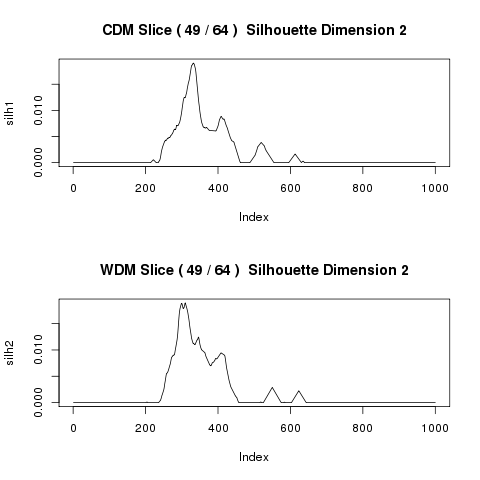 CDM Slice ( 49 / 64 )  Silhouette Dimension 2
silh1
0.000 0.010
0 200 400 600 800 1000
Index
WDM Slice ( 49 / 64 )  Silhouette Dimension 2
silh2
0.000 0.010
0 200 400 600 800 1000
Index